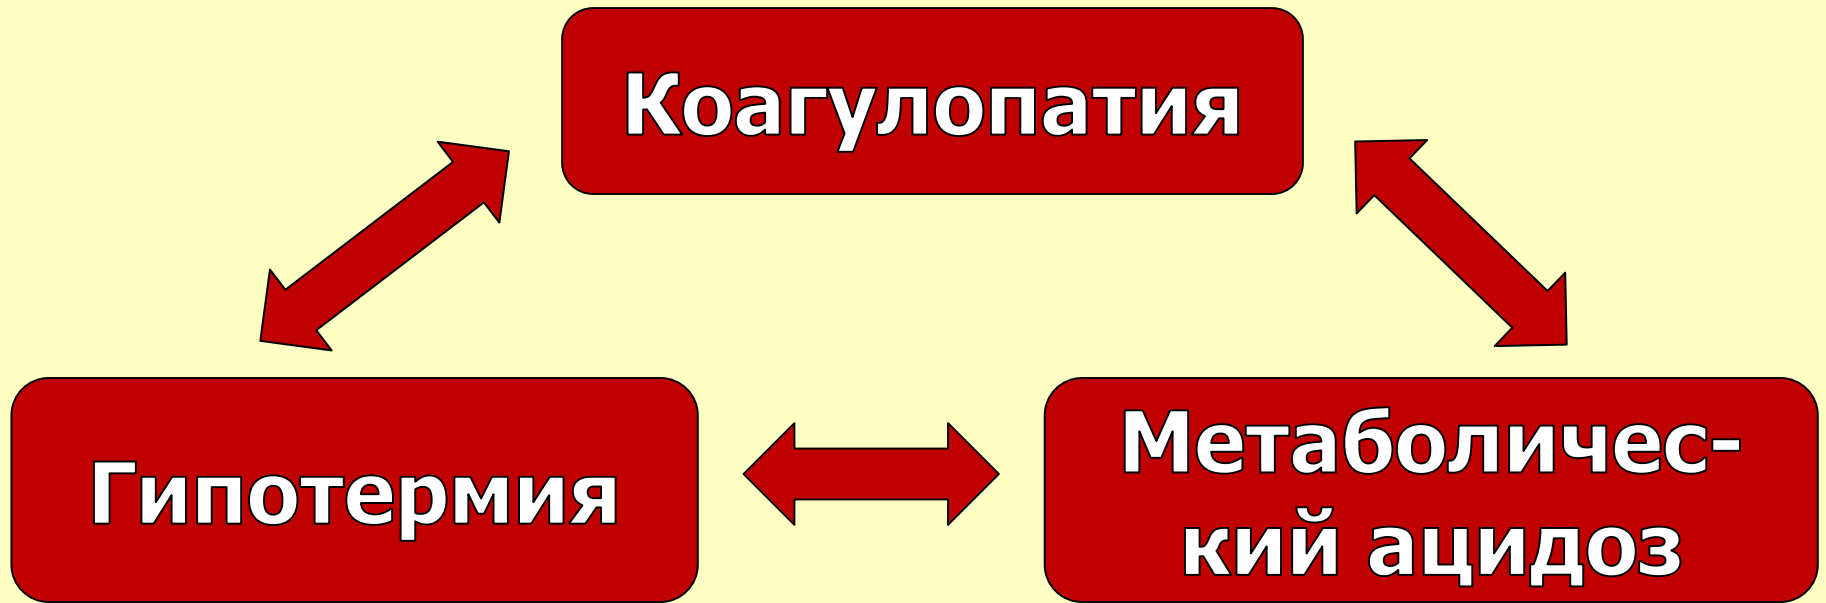 Коагулопатия
Гипотермия
Метаболичес-
кий ацидоз